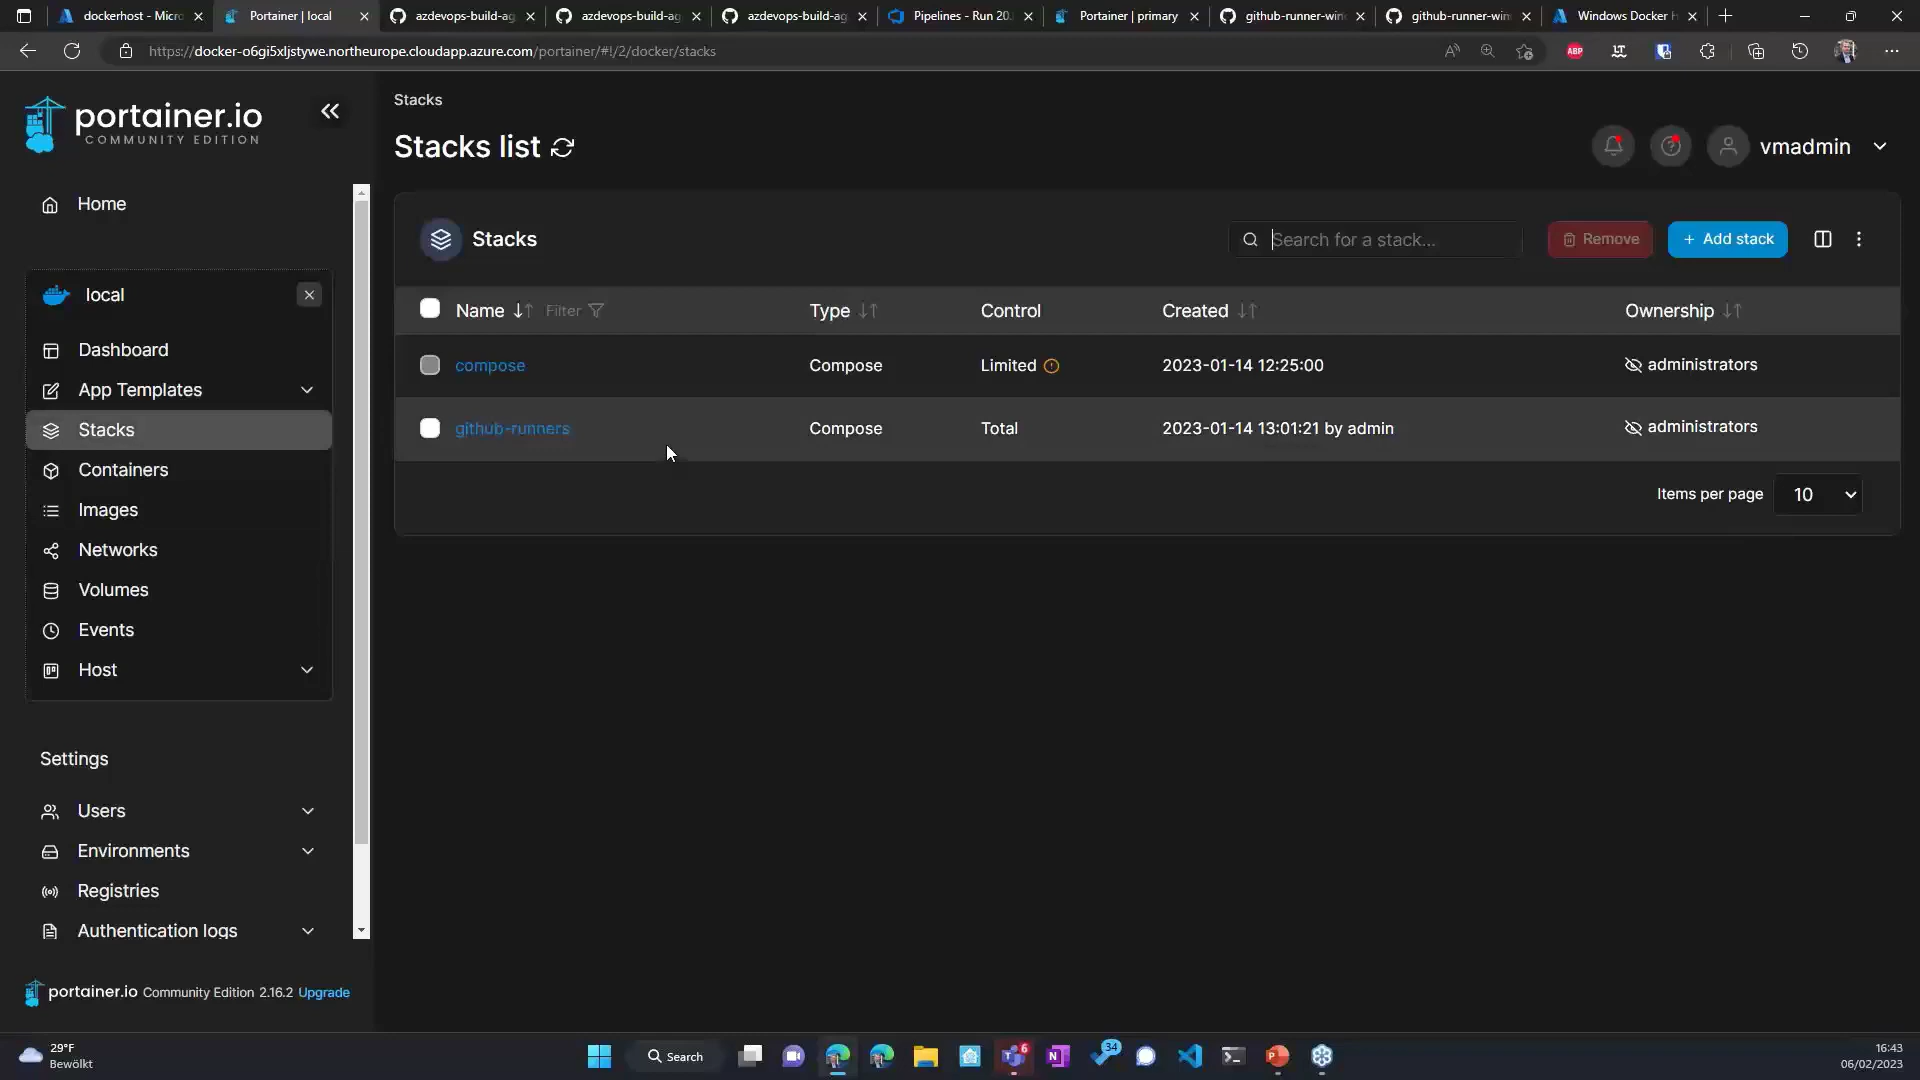 dockerhost - Micro
Portainer | local
azdevops-build-ag
azdevops-build-ag
azdevops-build-ag
Pipelines - Run 20
Portainer | primary
github-runner-win
github-runner-win
Windows Docker H
https://docker-o6gi5xljstywe.northeurope.cloudapp.azure.com/portainer/#!/2/docker/stacks
ABP
portainer.io
COMMUNITY EDITION
Stacks
Stacks list
vmadmin
Home
Stacks
Search for a stack...
Remove
+ Add stack
local
Name
Filter
Type
Control
Created
Ownership
compose
Compose
Limited
2023-01-14 12:25:00
administrators
github-runners
Compose
Total
2023-01-14 13:01:21 by admin
administrators
Items per page
10
Dashboard
App Templates
Stacks
Containers
Images
Networks
Volumes
Events
Host
Settings
Users
Environments
Registries
Authentication logs
portainer.io Community Edition 2.16.2 Upgrade
29°F
Bewölkt
Search
6
34
16:43
06/02/2023